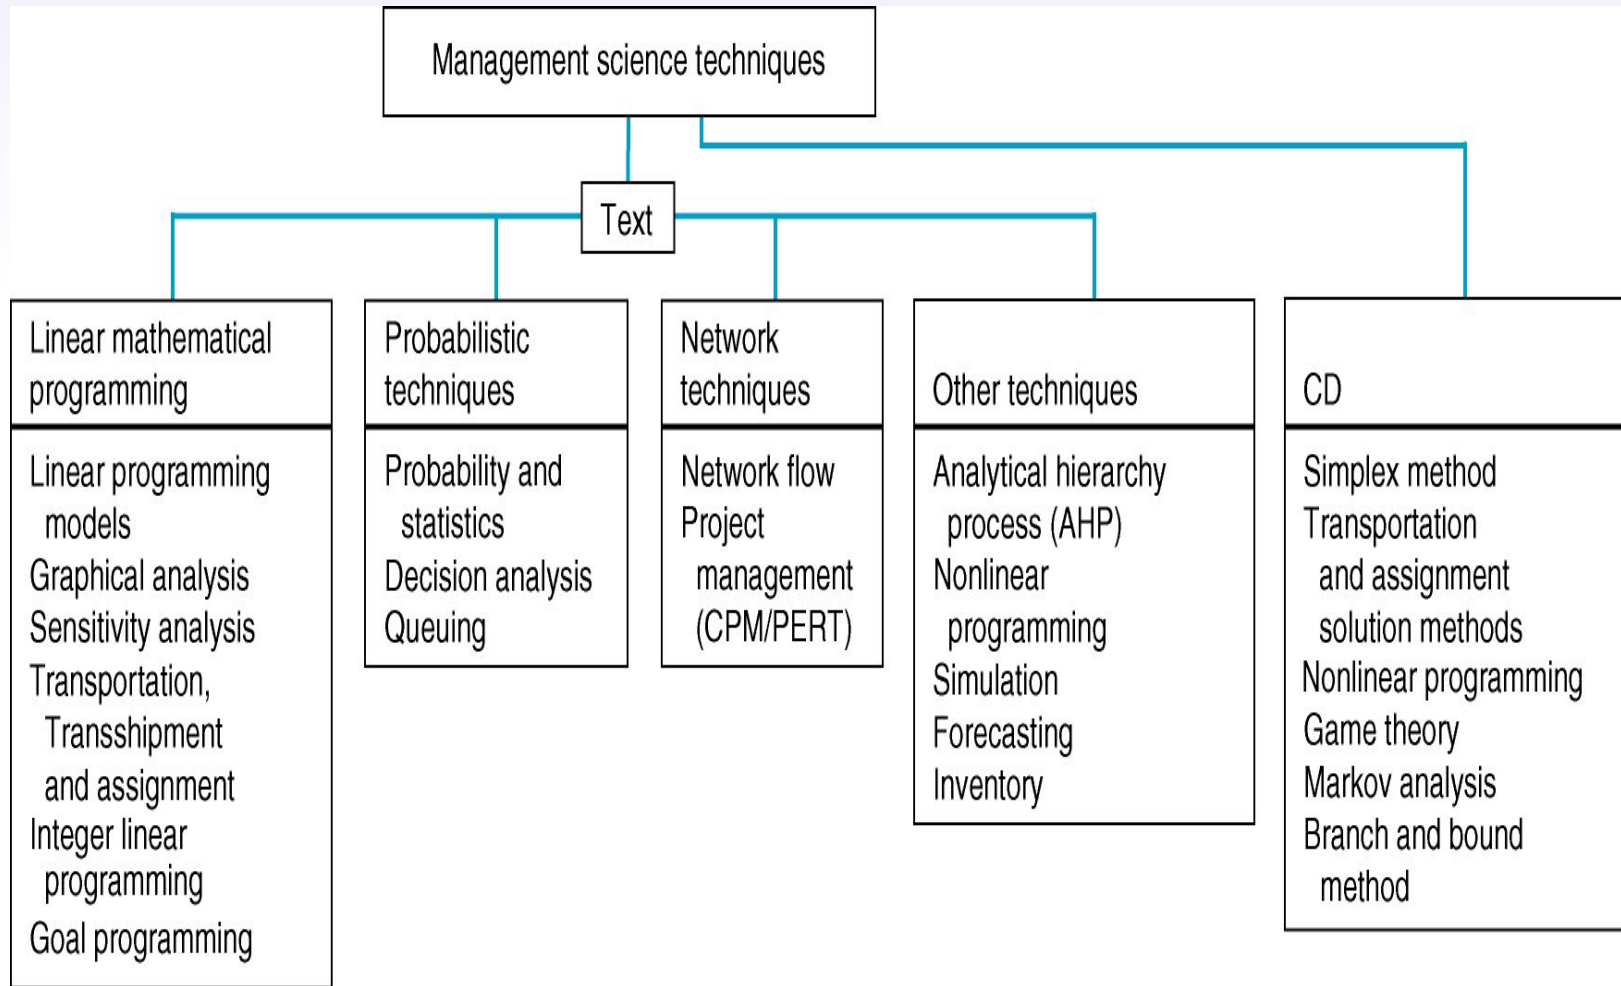 Management science techniques
Text
Linear mathematical
programming
Linear programming
models
Graphical analysis
Sensitivity analysis
Transportation,
Transshipment
and assignment
Integer linear
programming
Goal programming
Probabilistic
techniques
Probability and
statistics
Decision analysis
Queuing
Network
techniques
Network flow
Project
management
(CPM/PERT)
Other techniques
Analytical hierarchy
process (AHP)
Nonlinear
programming
Simulation
Forecasting
Inventory
CD
Simplex method
Transportation
and assignment
solution methods
Nonlinear programming
Game theory
Markov analysis
Branch and bound
method